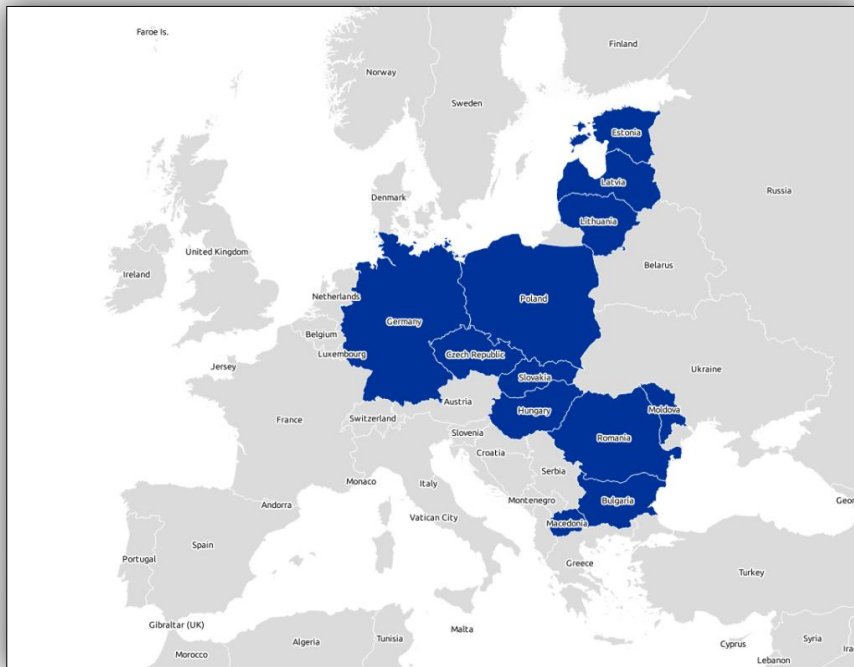 Faroe Is.
Finland
Norway
Sweden
Estonia
Russia
Latvia
Denmark
Lithuania
United Kingdom
Belarus
Ireland
Netherlands
Poland
Germany
Belgium
Luxembourg
Czech Republic
Jersey
Ukraine
Slovakia
Austria
Moldova
Hungary
France
Switzerland
Slovenia
Romania
Croatia
Serbia
Monaco
Italy
Montenegro
Bulgaria
Geor
Andorra
Vatican City
Macedonia
Portugal
Spain
Greece
Turkey
Gibraltar (UK)
Malta
Algeria
Tunisia
Syria
Cyprus
Ira
Morocco
Lebanon